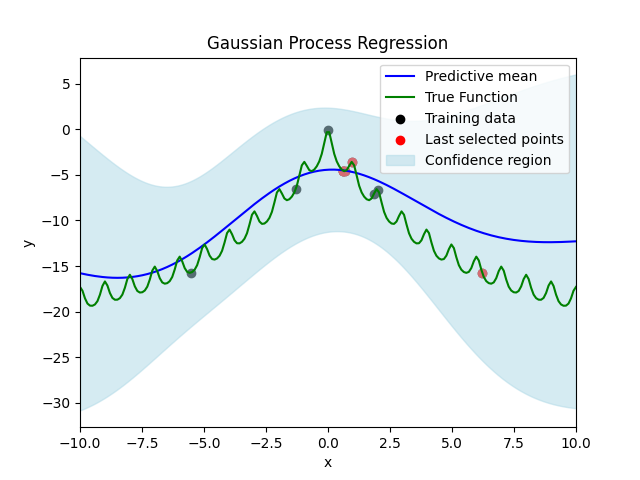 Gaussian Process Regression
Predictive mean
True Function
Training data
Last selected points
Confidence region
5
0
−5
−10
−15
−20
−25
−30
y
−10.0 −7.5 −5.0 −2.5 0.0 2.5 5.0 7.5 10.0
x